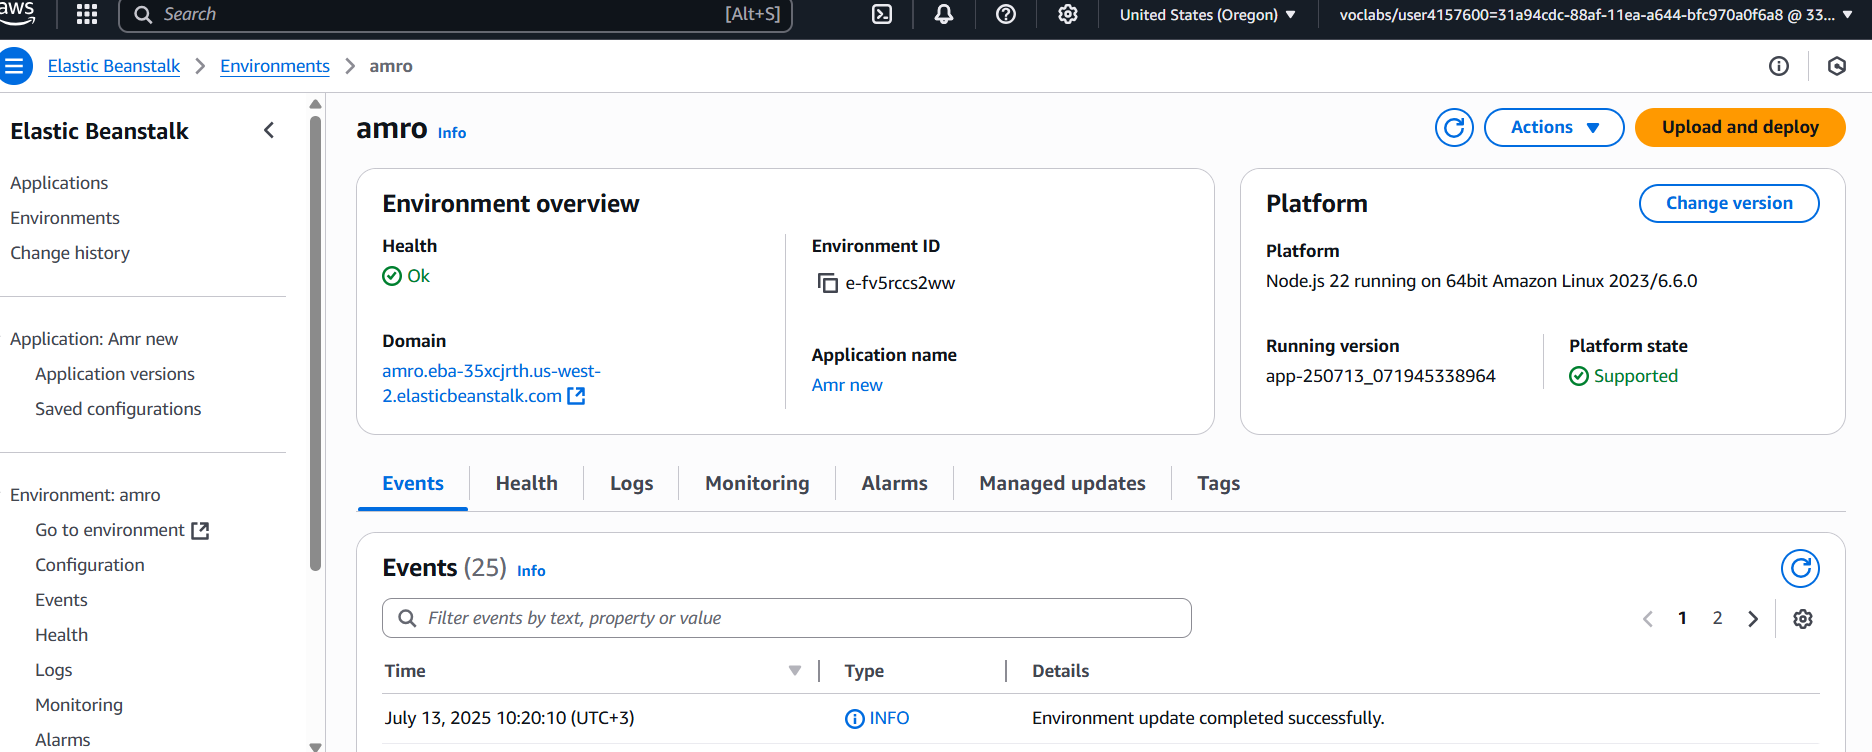 aws
Search [Alt+S] United States (Oregon) voclabs/user4157600=31a94cdc-88af-11ea-a644-bfc970a0f6a8 @ 33...
Elastic Beanstalk > Environments > amro
Elastic Beanstalk
Applications
Environments
Change history
Application: Amr new
Application versions
Saved configurations
Environment: amro
Go to environment
Configuration
Events
Health
Logs
Monitoring
Alarms
amro Info
Actions Upload and deploy
Environment overview
Health
Ok
Domain
amro.eba-35xcjrth.us-west-
2.elasticbeanstalk.com
Environment ID
e-fv5rccs2ww
Application name
Amr new
Platform Change version
Platform
Node.js 22 running on 64bit Amazon Linux 2023/6.6.0
Running version
app-250713_071945338964
Platform state
Supported
Events Health Logs Monitoring Alarms Managed updates Tags
Events (25) Info
Filter events by text, property or value
1 2
Time Type Details
July 13, 2025 10:20:10 (UTC+3) INFO Environment update completed successfully.